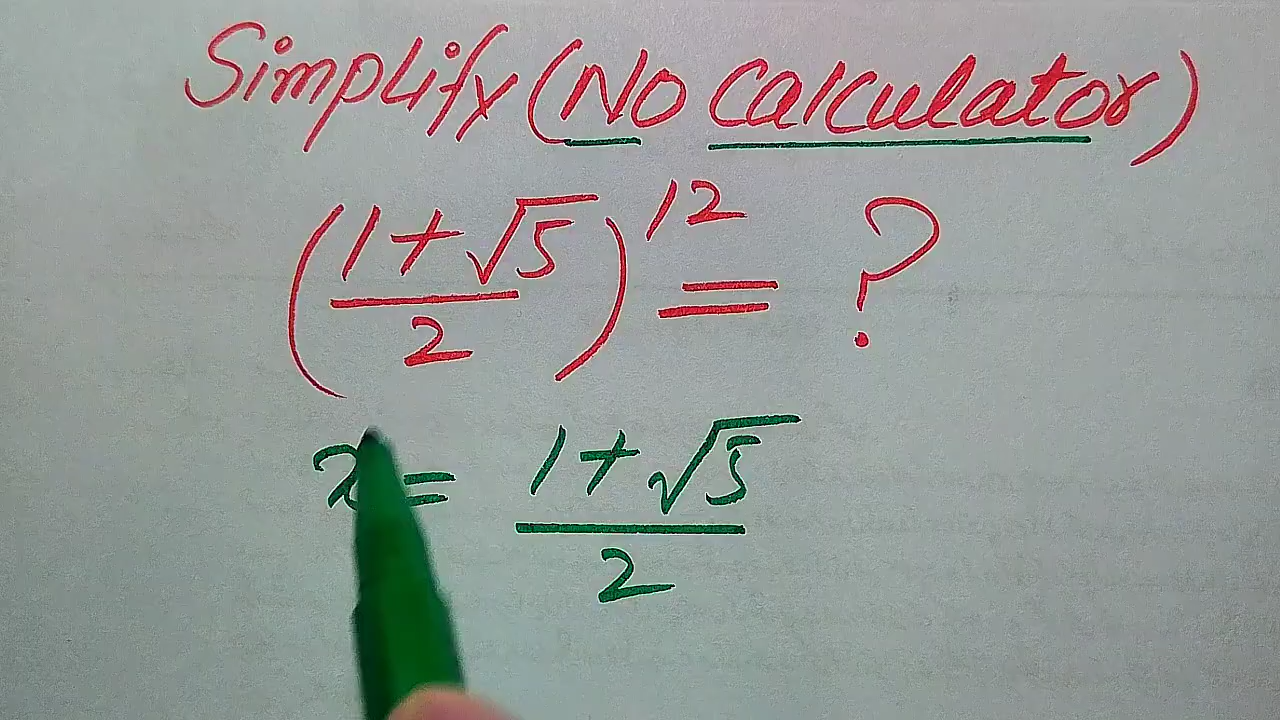 Simplify (No calculator)
(1+√5/2)^12 = ?
x = 1+√5/2